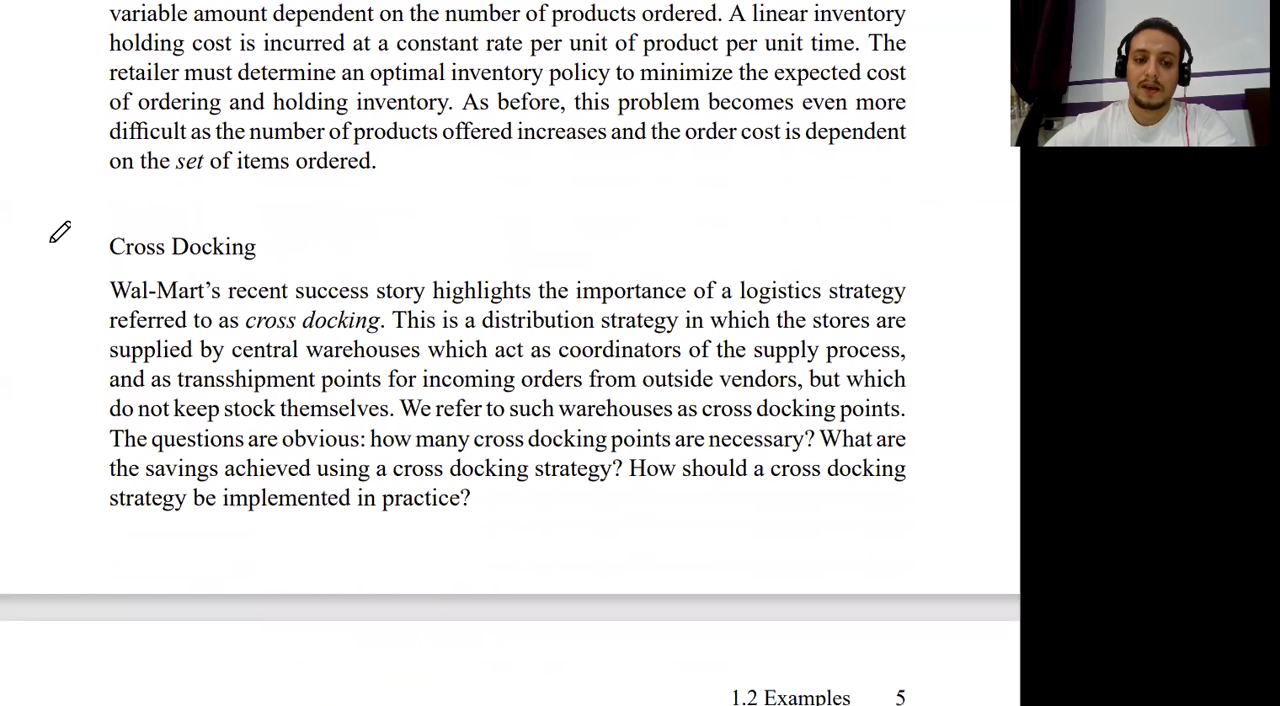 variable amount dependent on the number of products ordered. A linear inventory
holding cost is incurred at a constant rate per unit of product per unit time. The
retailer must determine an optimal inventory policy to minimize the expected cost
of ordering and holding inventory. As before, this problem becomes even more
difficult as the number of products offered increases and the order cost is dependent
on the set of items ordered.
Cross Docking
Wal-Mart's recent success story highlights the importance of a logistics strategy
referred to as cross docking. This is a distribution strategy in which the stores are
supplied by central warehouses which act as coordinators of the supply process,
and as transshipment points for incoming orders from outside vendors, but which
do not keep stock themselves. We refer to such warehouses as cross docking points.
The questions are obvious: how many cross docking points are necessary? What are
the savings achieved using a cross docking strategy? How should a cross docking
strategy be implemented in practice?
1.2 Examples 5